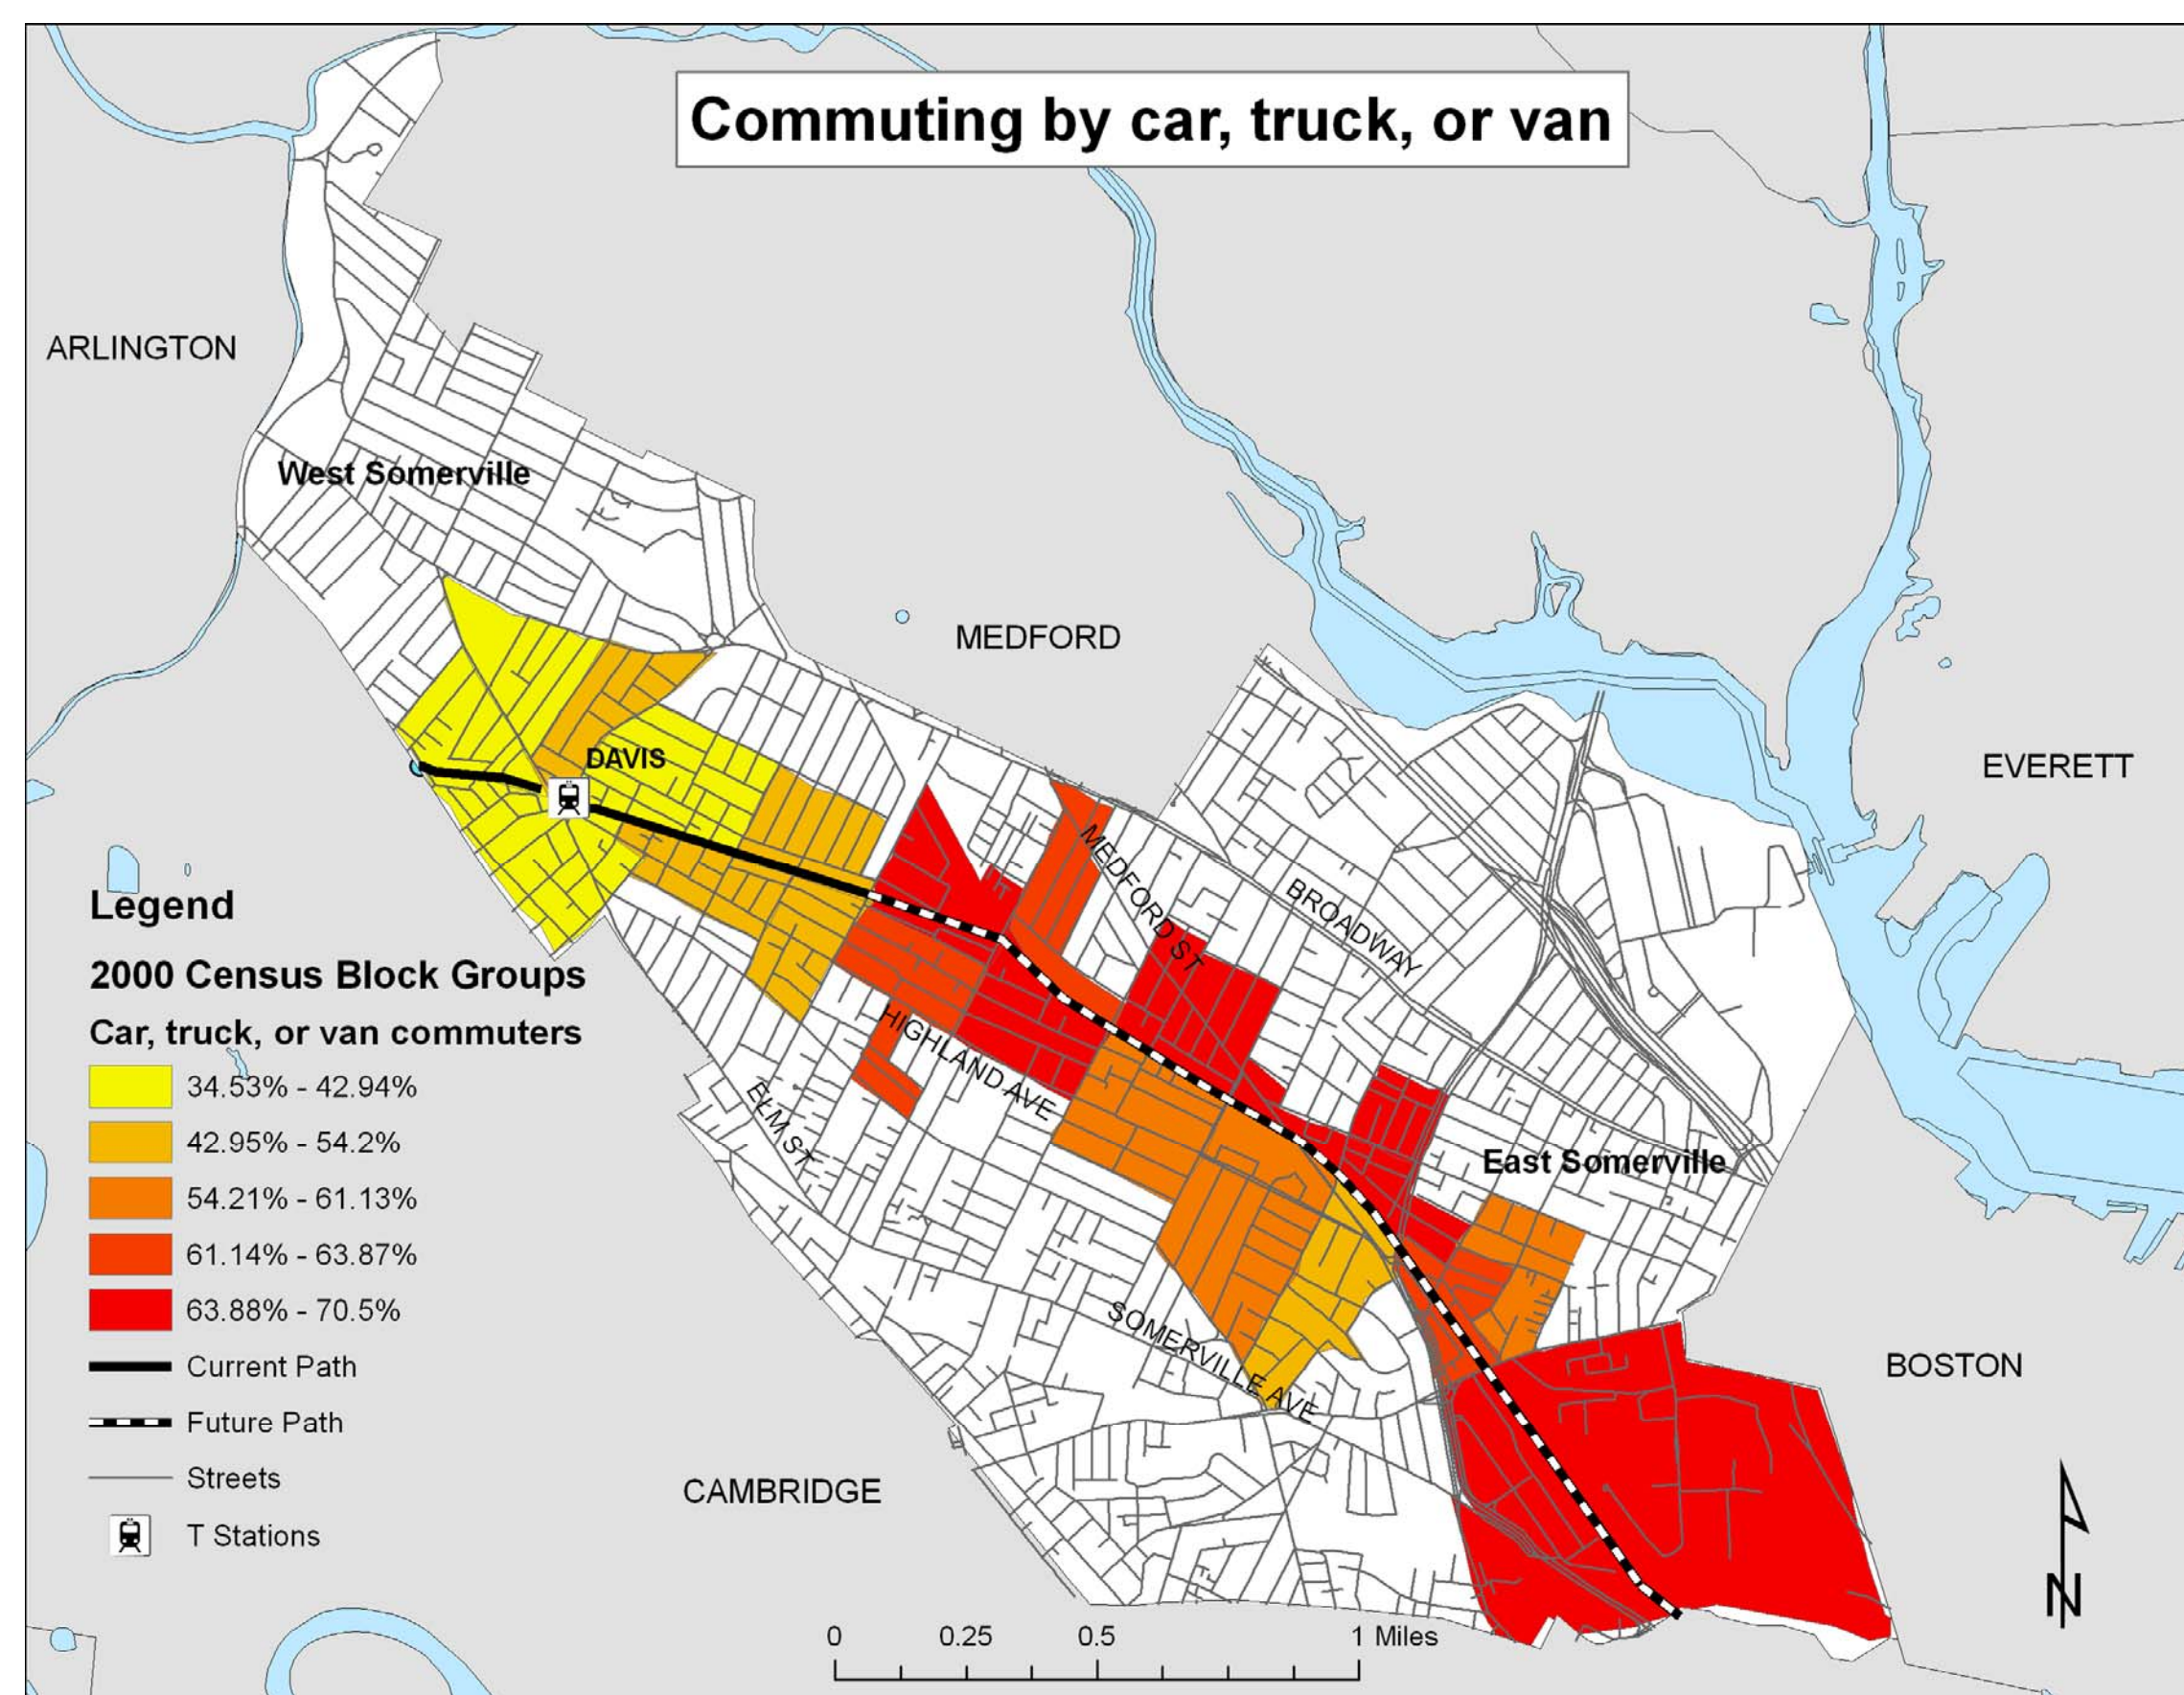 Commuting by car, truck, or van
ARLINGTON
West Somerville
MEDFORD
DAVIS
EVERETT
MEDFORD ST
BROADWAY
HIGHLAND AVE
ELM ST
East Somerville
SOMERVILLE AVE
BOSTON
CAMBRIDGE
Legend
2000 Census Block Groups
Car, truck, or van commuters
34.53% - 42.94%
42.95% - 54.2%
54.21% - 61.13%
61.14% - 63.87%
63.88% - 70.5%
Current Path
Future Path
Streets
T Stations
0 0.25 0.5 1 Miles
N